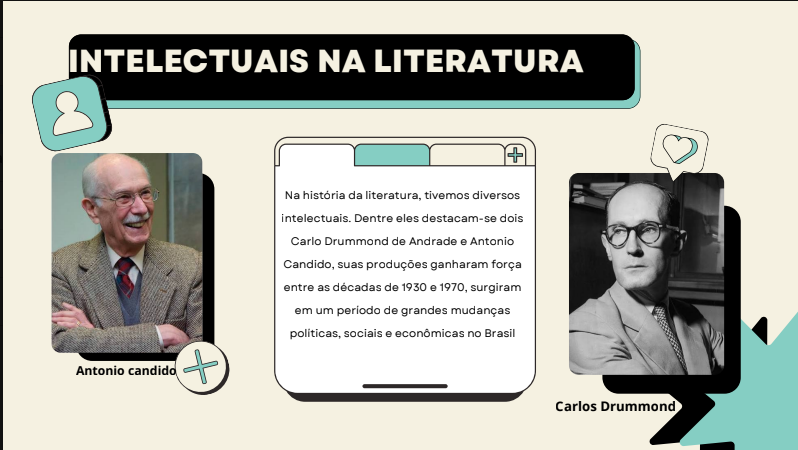 INTELECTUAIS NA LITERATURA
Na história da literatura, tivemos diversos
intelectuais. Dentre eles destacam-se dois
Carlo Drummond de Andrade e Antonio
Candido, suas produções ganharam força
entre as décadas de 1930 e 1970, surgiram
em um período de grandes mudanças
políticas, sociais e econômicas no Brasil
Antonio candido
Carlos Drummond